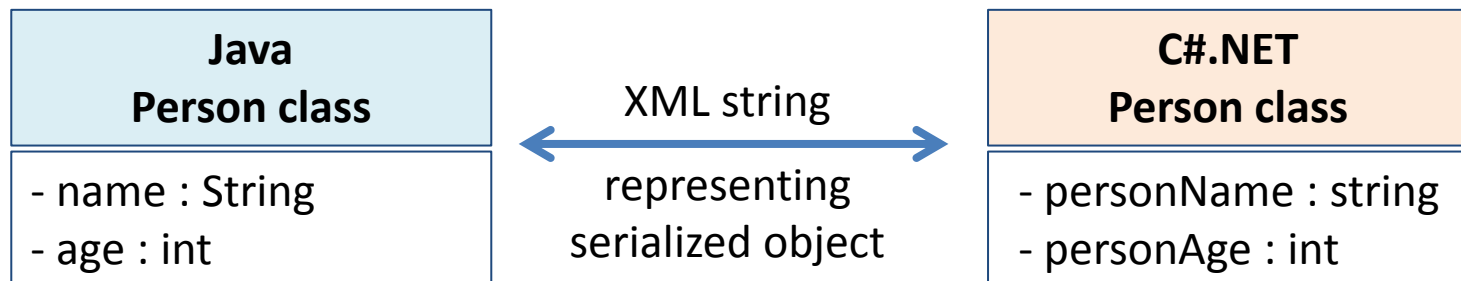 Java
Person class
- name : String
- age : int
XML string
representing
serialized object
C#.NET
Person class
- personName : string
- personAge : int